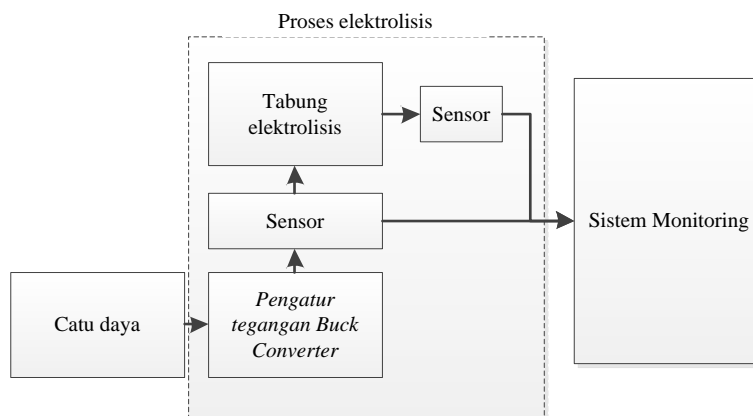 Proses elektrolisis
Tabung
elektrolisis
Sensor
Sensor
Sistem Monitoring
Catu daya
Pengatur
tegangan Buck
Converter